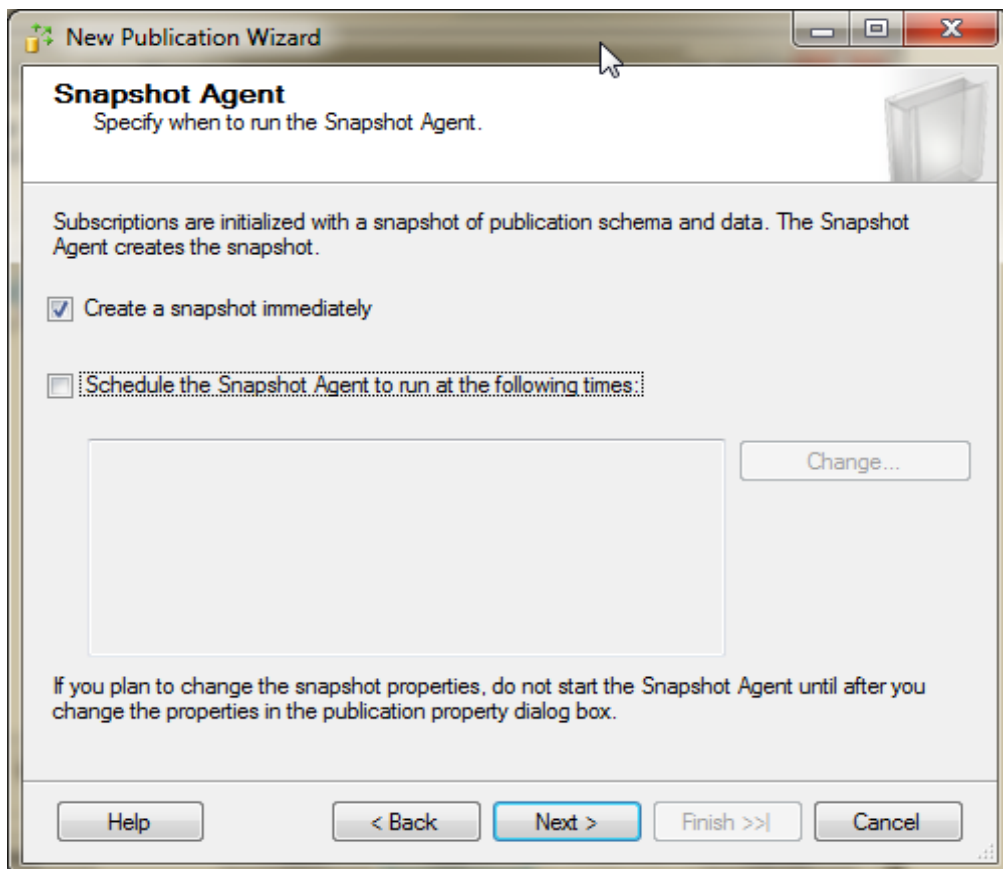 New Publication Wizard
Snapshot Agent
Specify when to run the Snapshot Agent.
Subscriptions are initialized with a snapshot of publication schema and data. The Snapshot
Agent creates the snapshot.
Create a snapshot immediately
Schedule the Snapshot Agent to run at the following times:
Change...
If you plan to change the snapshot properties, do not start the Snapshot Agent until after you
change the properties in the publication property dialog box.
Help
< Back
Next >
Finish >>|
Cancel